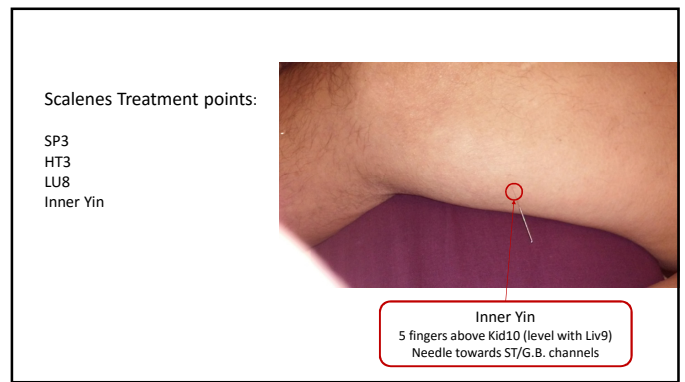 Scalenes Treatment points:
SP3
HT3
LU8
Inner Yin
Inner Yin
5 fingers above Kid10 (level with Liv9)
Needle towards ST/G.B. channels